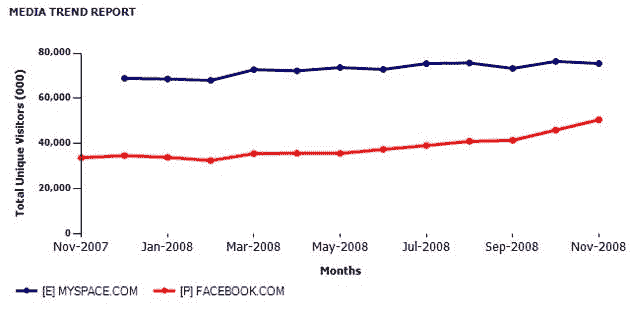 MEDIA TREND REPORT
Total Unique Visitors (000)
80,000
60,000
40,000
20,000
0
Nov-2007 Jan-2008 Mar-2008 May-2008 Jul-2008 Sep-2008 Nov-2008
Months
[E] MYSPACE.COM [P] FACEBOOK.COM